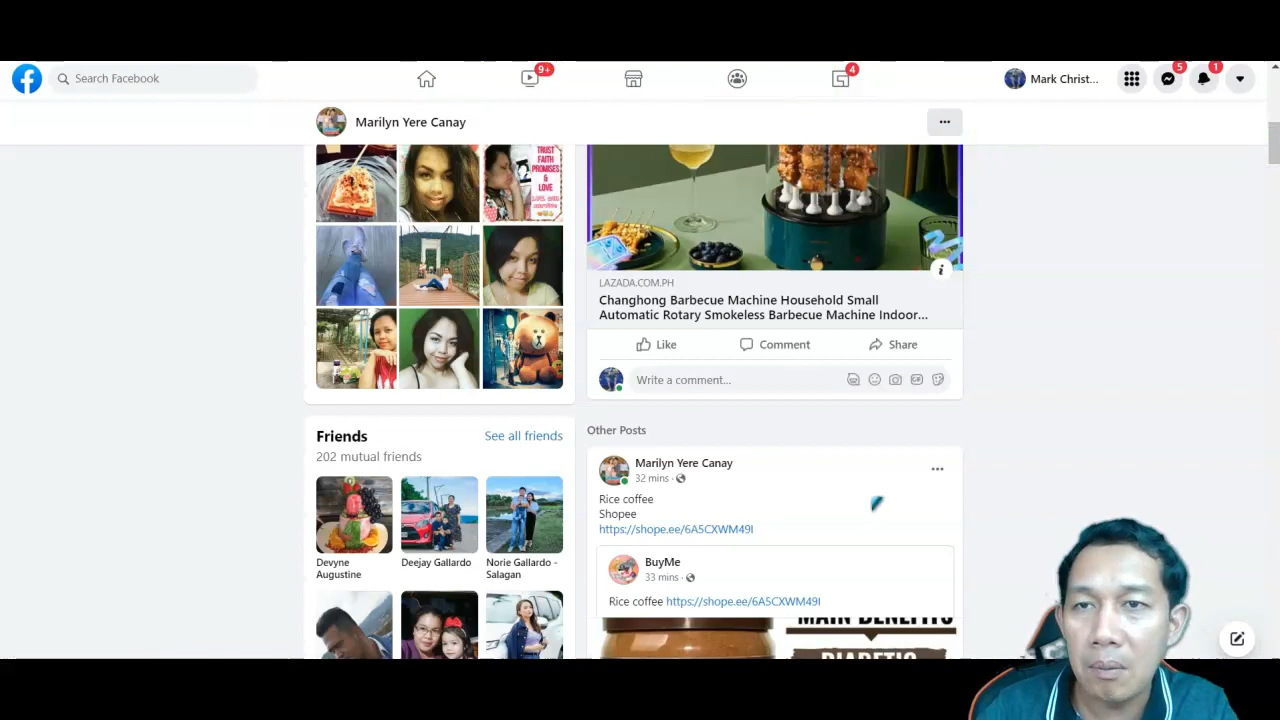 Search Facebook
9+
4
Mark Christ...
5
1
Marilyn Yere Canay
TRUST
FAITH
PROMISES
&
LOVE
LAZADA.COM.PH
Changhong Barbecue Machine Household Small
Automatic Rotary Smokeless Barbecue Machine Indoor...
Like
Comment
Share
Write a comment...
GIF
Friends
See all friends
202 mutual friends
Devyne
Augustine
Deejay Gallardo
Norie Gallardo -
Salagan
Other Posts
Marilyn Yere Canay
32 mins ·
Rice coffee
Shopee
https://shope.ee/6A5CXWM49I
BuyMe
33 mins ·
Rice coffee https://shope.ee/6A5CXWM49I
MAIN BENEFITS
DIABETIC